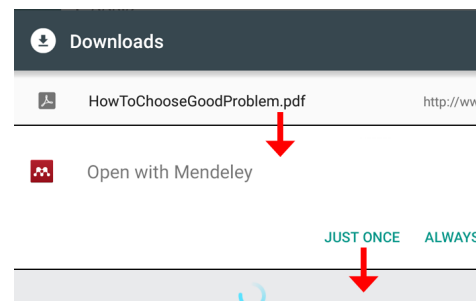 Downloads
HowToChooseGoodProblem.pdf http://ww
Open with Mendeley
JUST ONCE ALWAYS